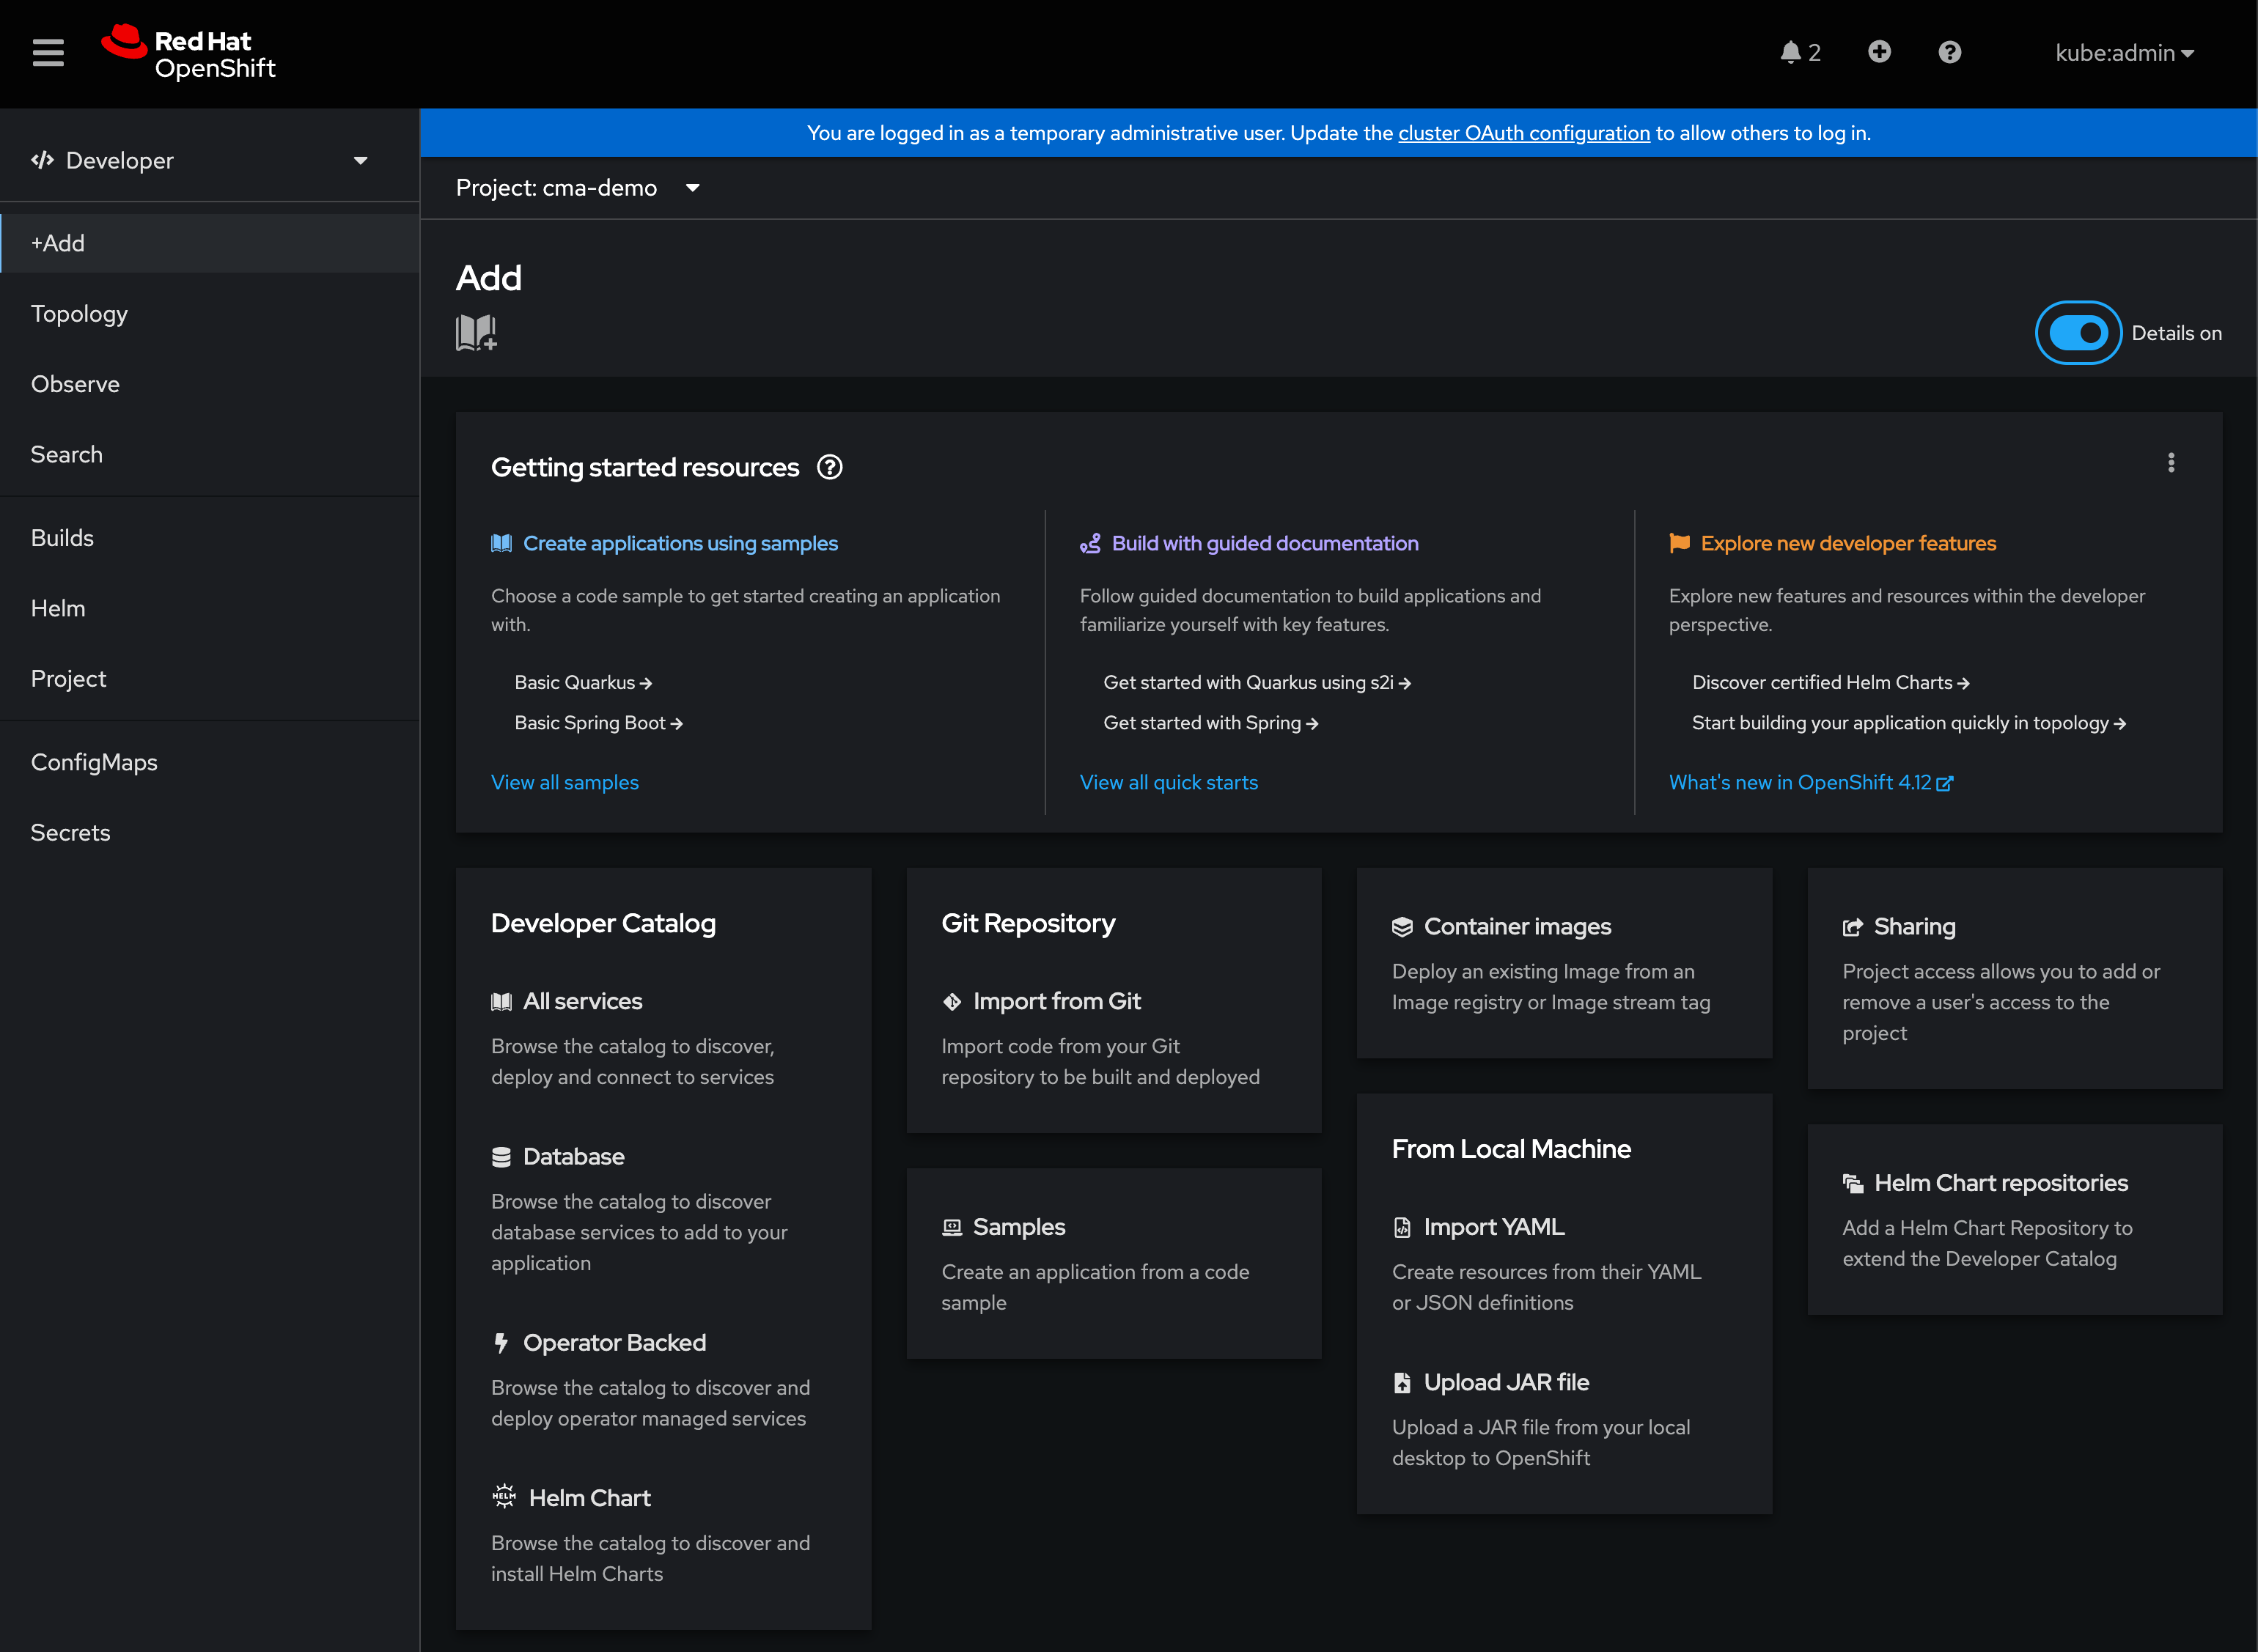 Red Hat
OpenShift
2
kube:admin
Developer
+Add
Topology
Observe
Search
Builds
Helm
Project
ConfigMaps
Secrets
You are logged in as a temporary administrative user. Update the cluster OAuth configuration to allow others to log in.
Project: cma-demo
Add
Details on
Getting started resources
Create applications using samples
Choose a code sample to get started creating an application
with.
Basic Quarkus
Basic Spring Boot
View all samples
Build with guided documentation
Follow guided documentation to build applications and
familiarize yourself with key features.
Get started with Quarkus using s2i
Get started with Spring
View all quick starts
Explore new developer features
Explore new features and resources within the developer
perspective.
Discover certified Helm Charts
Start building your application quickly in topology
What's new in OpenShift 4.12
Developer Catalog
All services
Browse the catalog to discover,
deploy and connect to services
Database
Browse the catalog to discover
database services to add to your
application
Operator Backed
Browse the catalog to discover and
deploy operator managed services
HELM
Helm Chart
Browse the catalog to discover and
install Helm Charts
Git Repository
Import from Git
Import code from your Git
repository to be built and deployed
Samples
Create an application from a code
sample
Container images
Deploy an existing Image from an
Image registry or Image stream tag
From Local Machine
Import YAML
Create resources from their YAML
or JSON definitions
Upload JAR file
Upload a JAR file from your local
desktop to OpenShift
Sharing
Project access allows you to add or
remove a user's access to the
project
Helm Chart repositories
Add a Helm Chart Repository to
extend the Developer Catalog